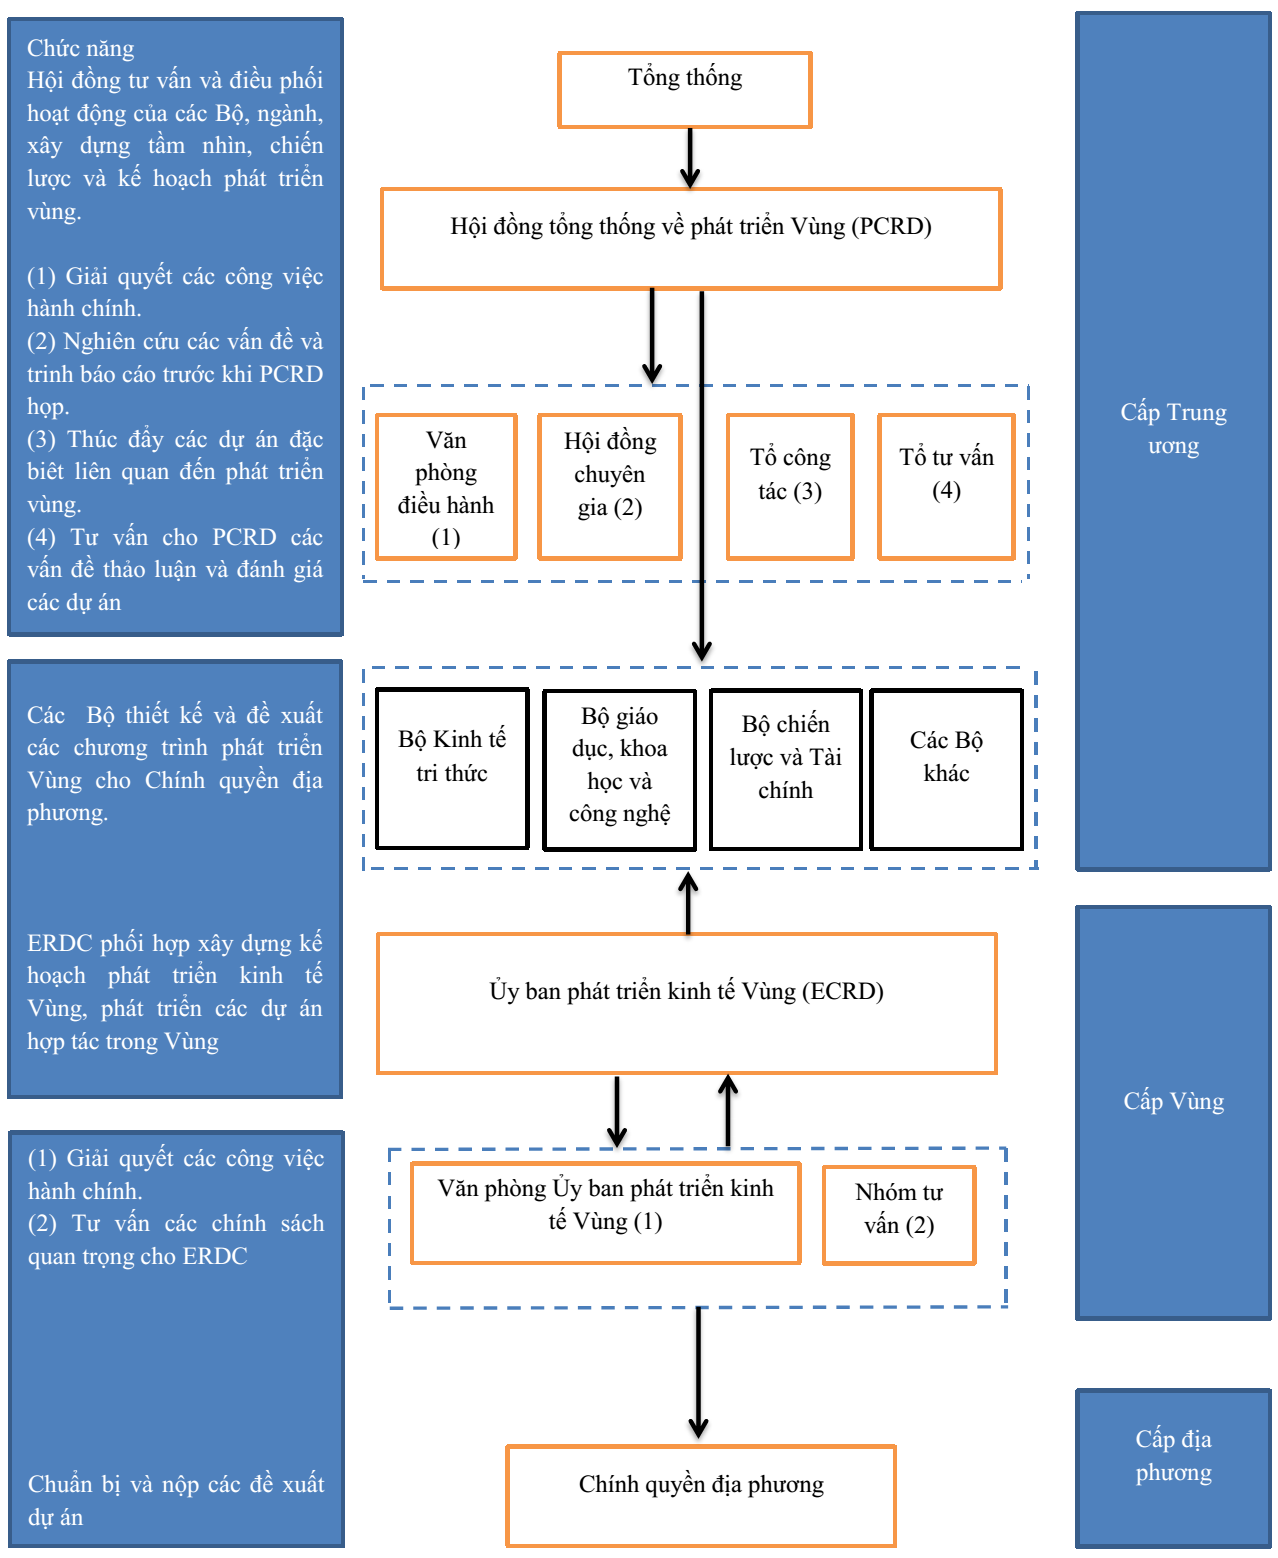 Chức năng
Hội đồng tư vấn và điều phối
hoạt động của các Bộ, ngành,
xây dựng tầm nhìn, chiến
lược và kế hoạch phát triển
vùng.
(1) Giải quyết các công việc
hành chính.
(2) Nghiên cứu các vấn đề và
trinh báo cáo trước khi PCRD
họp.
(3) Thúc đẩy các dự án đặc
biêt liên quan đến phát triển
vùng.
(4) Tư vấn cho PCRD các
vấn đề thảo luận và đánh giá
các dự án
Các Bộ thiết kế và đề xuất
các chương trình phát triển
Vùng cho Chính quyền địa
phương.
ERDC phối hợp xây dựng kế
hoạch phát triển kinh tế
Vùng, phát triển các dự án
hợp tác trong Vùng
(1) Giải quyết các công việc
hành chính.
(2) Tư vấn các chính sách
quan trọng cho ERDC
Chuẩn bị và nộp các đề xuất
dự án
Tổng thống
Hội đồng tổng thống về phát triển Vùng (PCRD)
Văn
phòng
điều hành
(1)
Hội đồng
chuyên
gia (2)
Tổ công
tác (3)
Tổ tư vấn
(4)
Bộ Kinh tế
tri thức
Bộ giáo
dục, khoa
học và
công nghệ
Bộ chiến
lược và Tài
chính
Các Bộ
khác
Ủy ban phát triển kinh tế Vùng (ECRD)
Văn phòng Ủy ban phát triển kinh
tế Vùng (1)
Nhóm tư
vấn (2)
Chính quyền địa phương
Cấp Trung
ương
Cấp Vùng
Cấp địa
phương